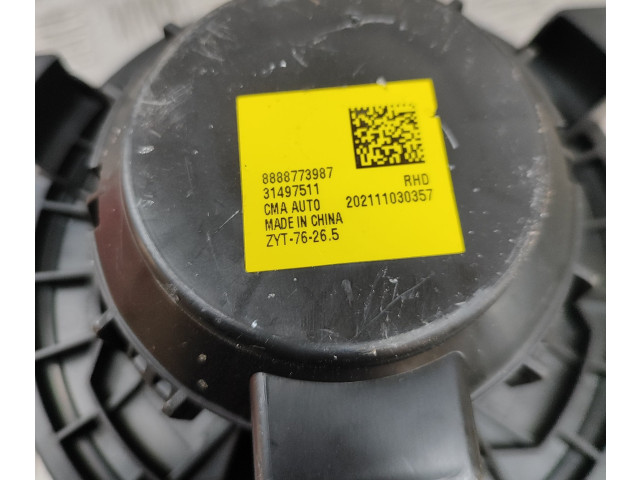 8888773987
31497511 RHD
CMA AUTO 202111030357
MADE IN CHINA
ZYT-76-26.5